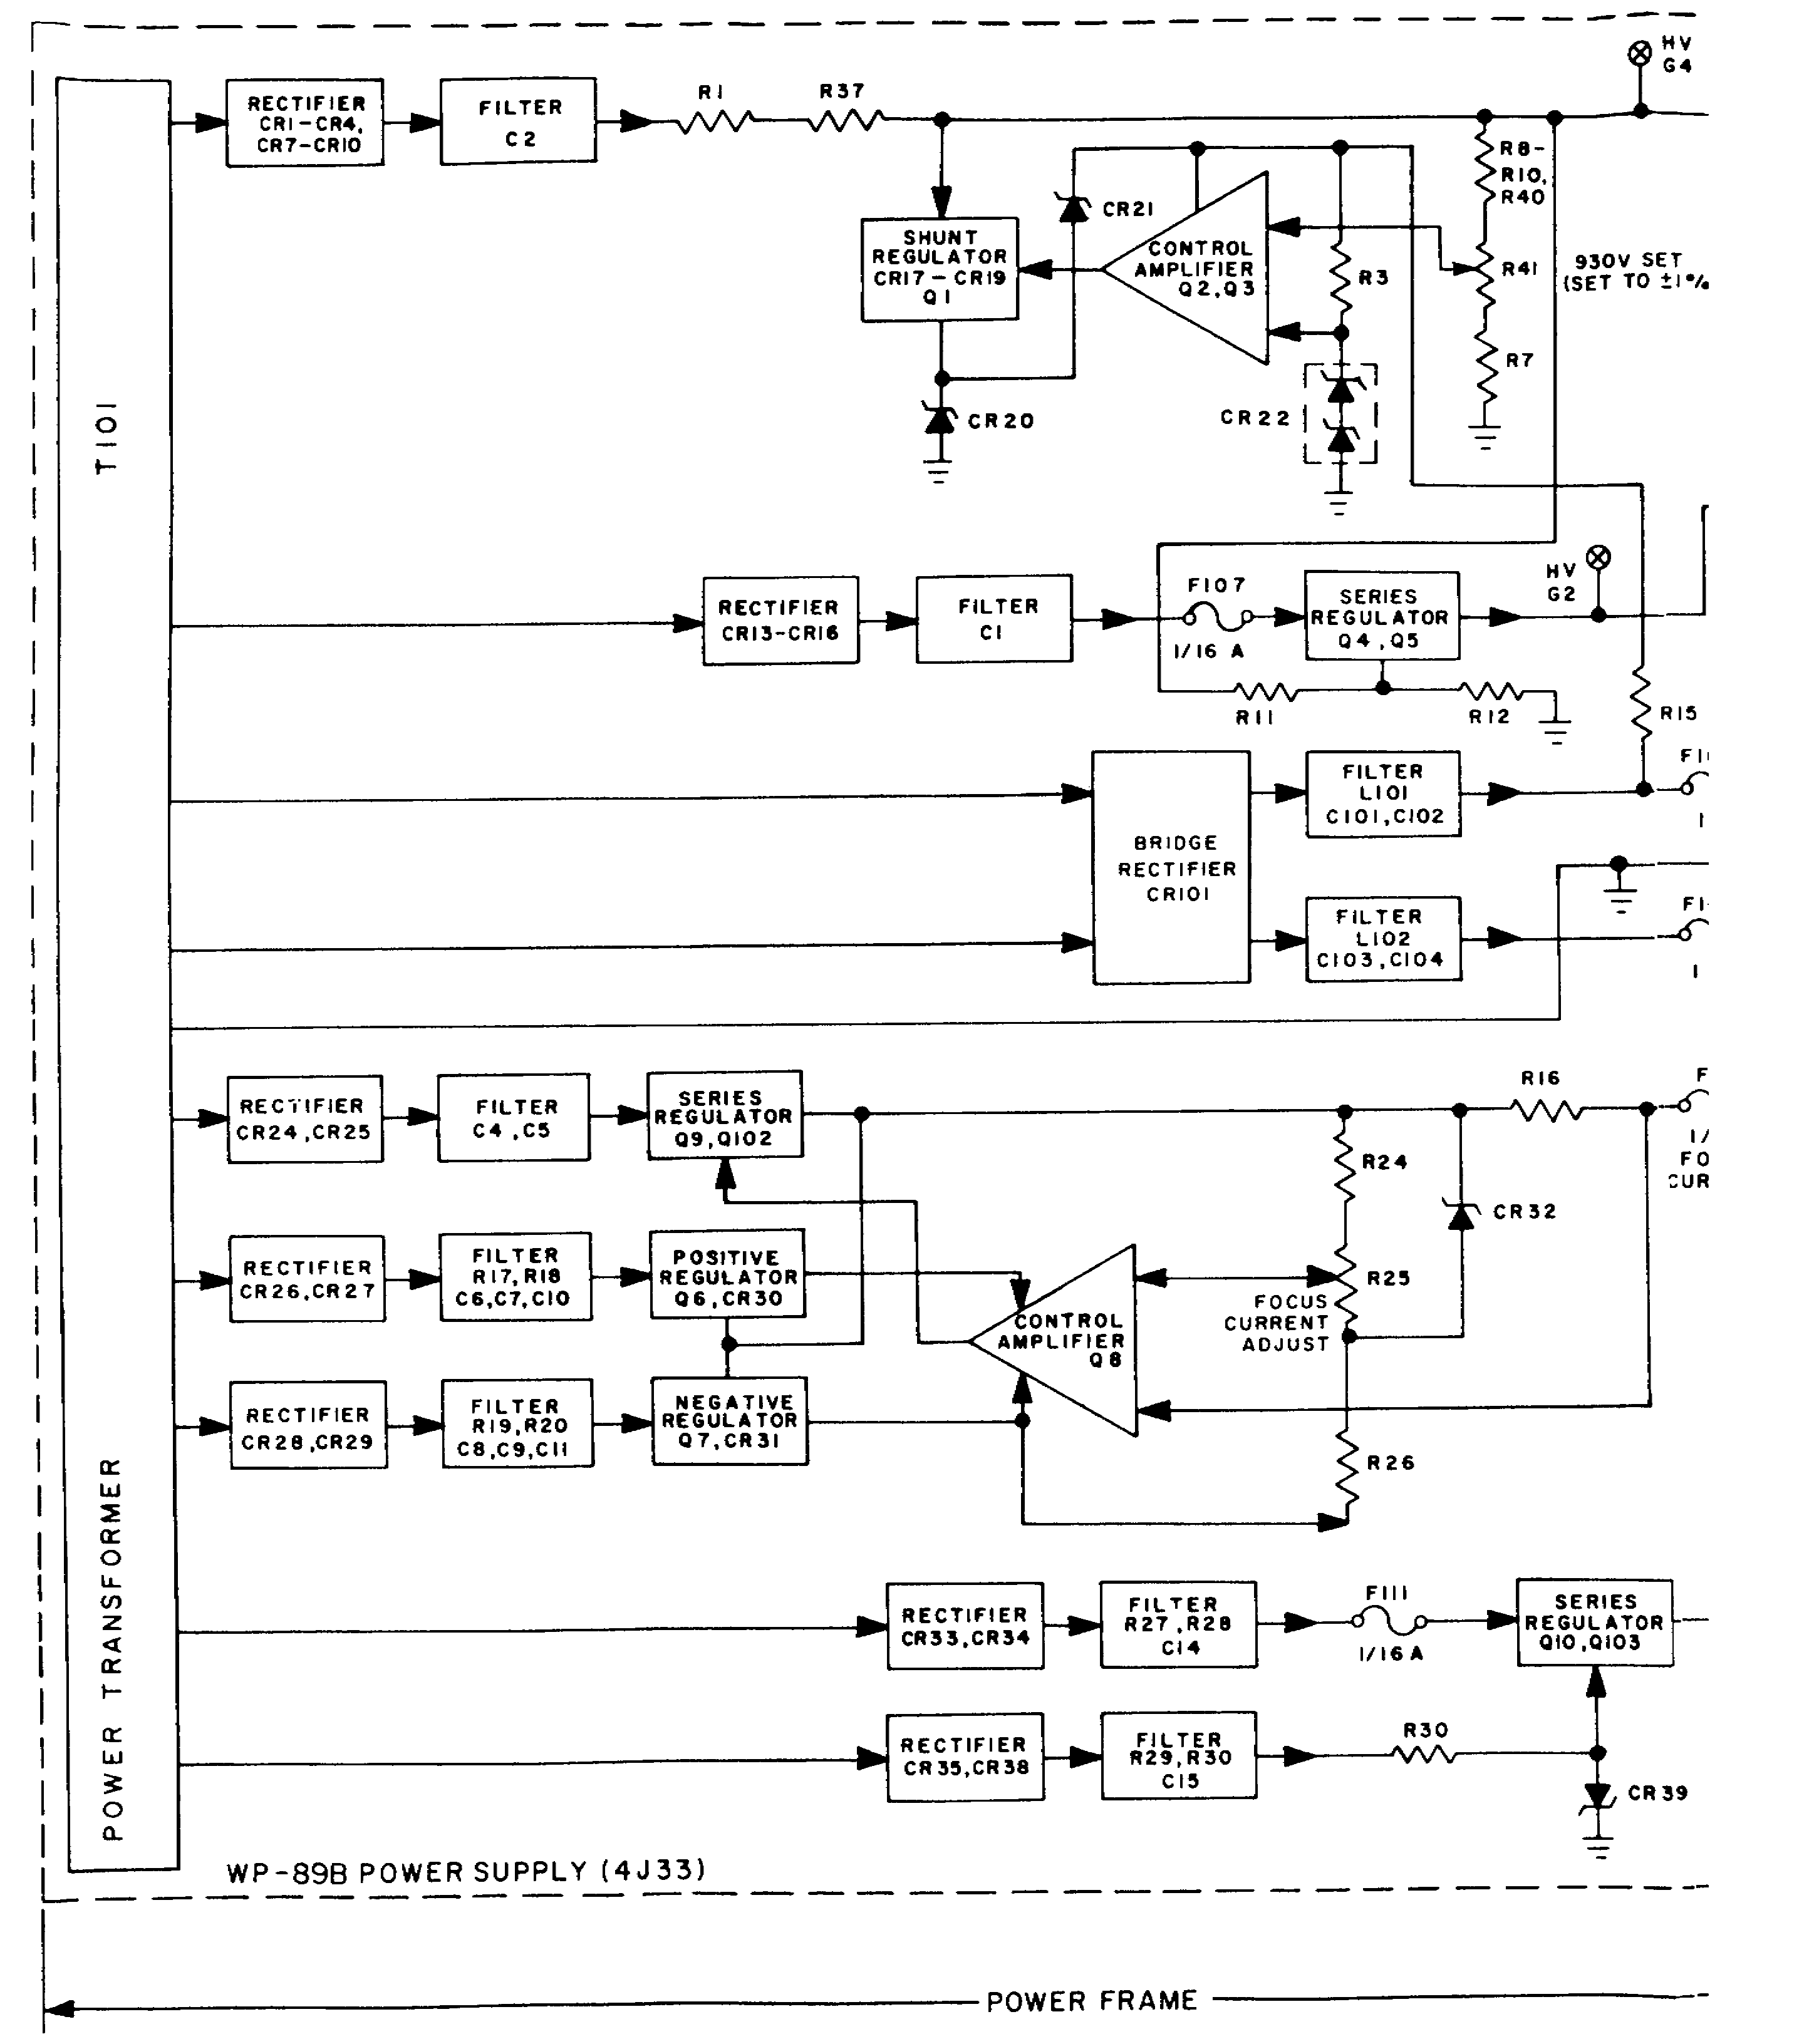 HV
G4
R1
R37
RECTIFIER
CR1-CR4,
CR7-CR10
FILTER
C2
R8-
R10,
R40
CR21
SHUNT
REGULATOR
CR17-CR19
Q1
CONTROL
AMPLIFIER
Q2,Q3
R3
R41
930V SET
(SET TO ±1%
R7
CR20
CR22
T101
HV
G2
F107
RECTIFIER
CR13-CR16
FILTER
C1
1/16 A
SERIES
REGULATOR
Q4,Q5
R11
R12
R15
BRIDGE
RECTIFIER
CR101
FILTER
L101
C101,C102
FILTER
L102
C103,C104
R16
RECTIFIER
CR24,CR25
FILTER
C4,C5
SERIES
REGULATOR
Q9,Q102
R24
CR32
RECTIFIER
CR26,CR27
FILTER
R17,R18
C6,C7,C10
POSITIVE
REGULATOR
Q6,CR30
R25
FOCUS
CURRENT
ADJUST
CONTROL
AMPLIFIER
Q8
RECTIFIER
CR28,CR29
FILTER
R19,R20
C8,C9,C11
NEGATIVE
REGULATOR
Q7,CR31
R26
POWER TRANSFORMER
RECTIFIER
CR33,CR34
FILTER
R27,R28
C14
F111
1/16 A
SERIES
REGULATOR
Q10,Q103
RECTIFIER
CR35,CR38
FILTER
R29,R30
C15
R30
CR39
WP-89B POWER SUPPLY (4J33)
POWER FRAME